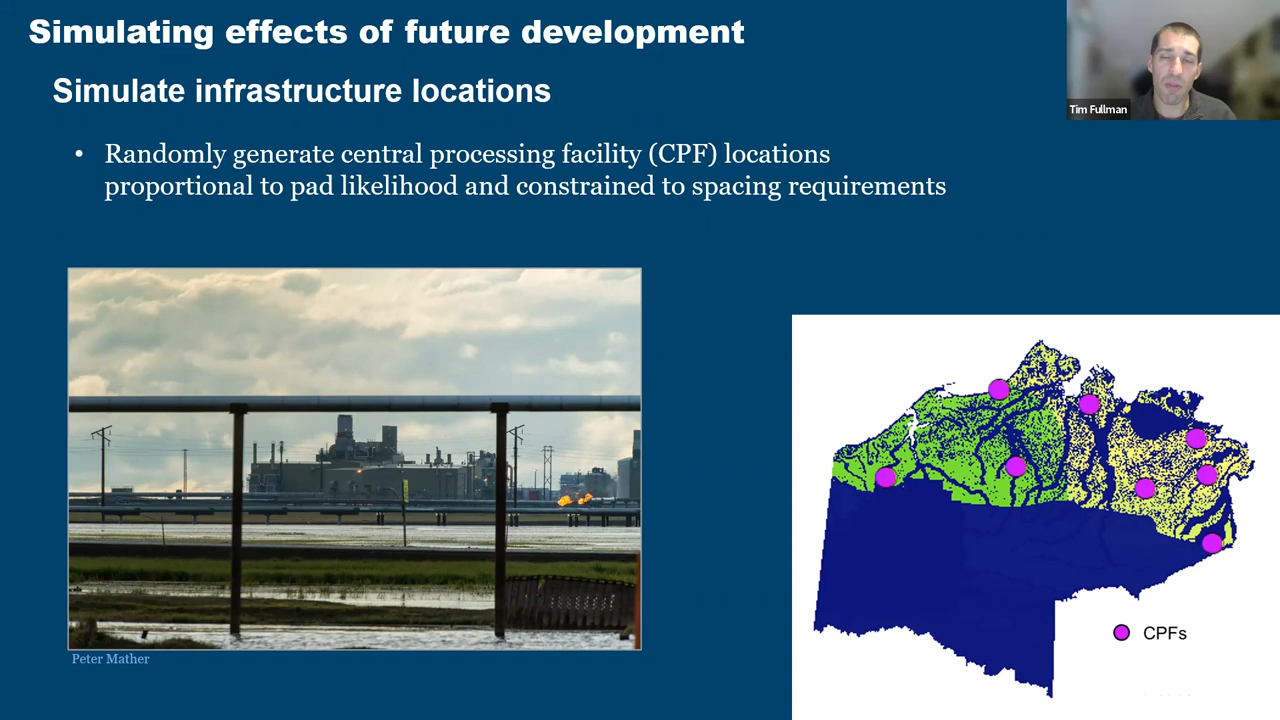 Simulating effects of future development
Tim Fullman
Simulate infrastructure locations
• Randomly generate central processing facility (CPF) locations
proportional to pad likelihood and constrained to spacing requirements
Peter Mather
CPFs